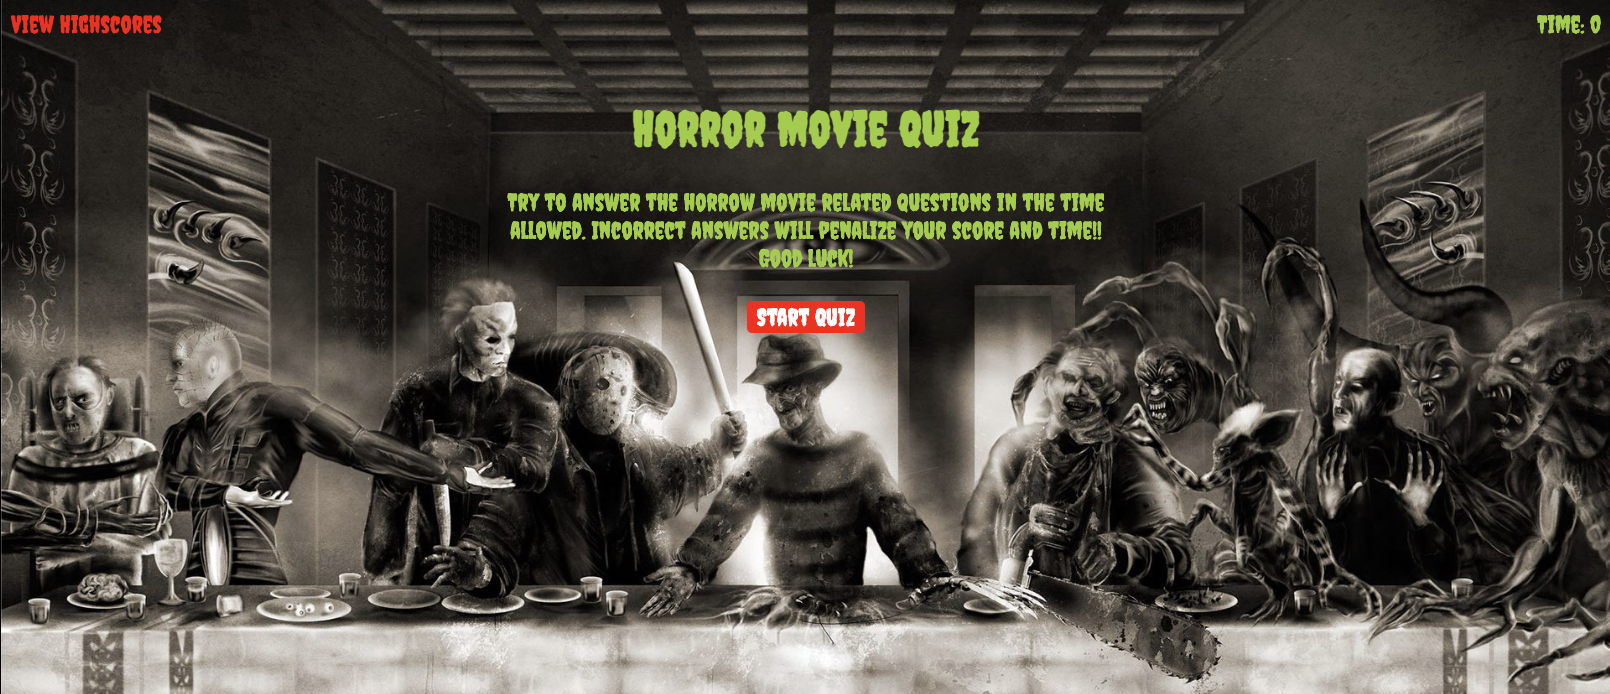 VIEW HIGHSCORES
TIME: 0
HORROR MOVIE QUIZ
TRY TO ANSWER THE HORROW MOVIE RELATED QUESTIONS IN THE TIME
ALLOWED. INCORRECT ANSWERS WILL PENALIZE YOUR SCORE AND TIME!!
GOOD LUCK!
START QUIZ